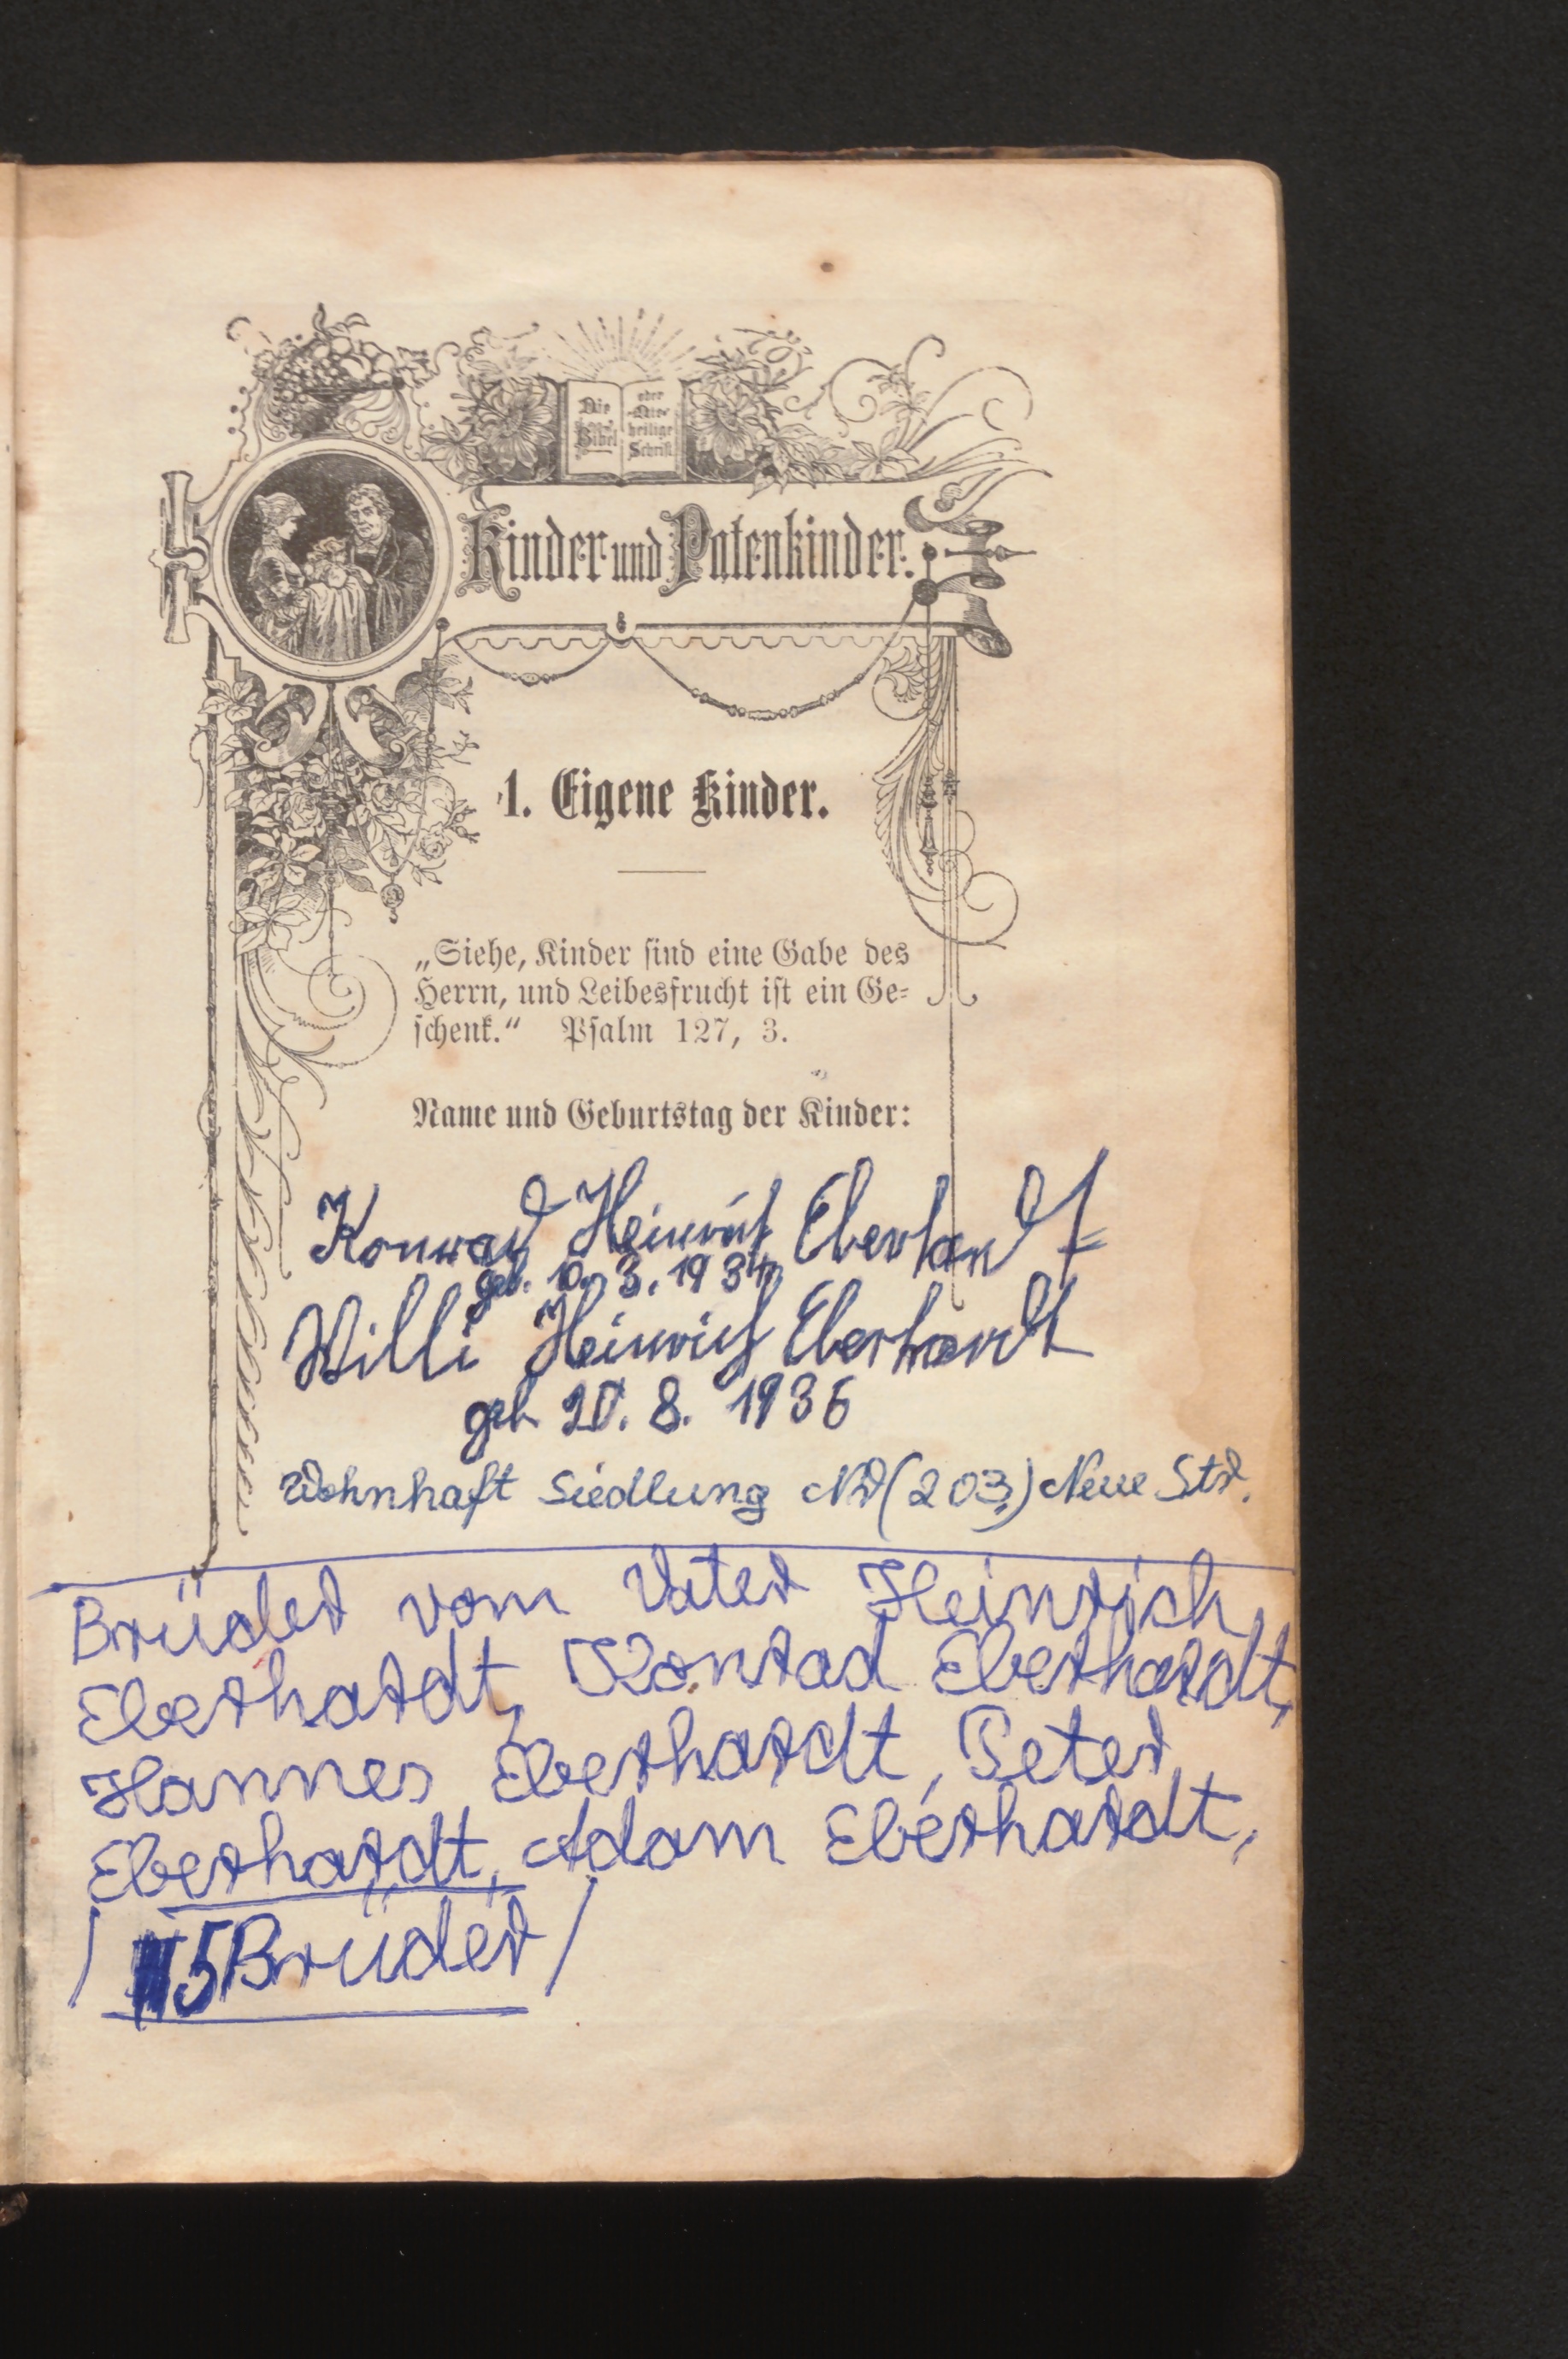 Die Bibel
oder
Die
heilige
Schrift
Kinder und Patenkinder.
1. Eigene Kinder.
„Siehe, Kinder sind eine Gabe des
Herrn, und Leibesfrucht ist ein Ge-
schenk.“ Psalm 127, 3.
Name und Geburtstag der Kinder:
Konrad Heinrich Eberhardt
geb. 10. 3. 1934
Willi Heinrich Eberhardt
geb 20. 8. 1936
Wohnhaft Siedlung Nr (203.) Neue Str.
Brüder vom Vater Heinrich
Eberhardt, Konrad Eberhardt,
Hannes Eberhardt, Peter
Eberhardt, Adam Eberhardt,
/ 5 Brüder /